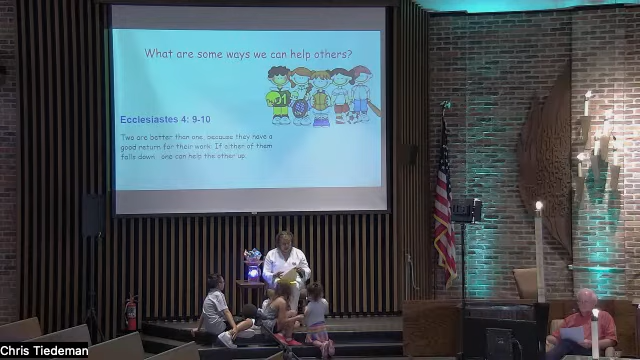 What are some ways we can help others?
Ecclesiastes 4: 9-10
Two are better than one, because they have a
good return for their work. If either of them
falls down, one can help the other up.
Chris Tiedeman